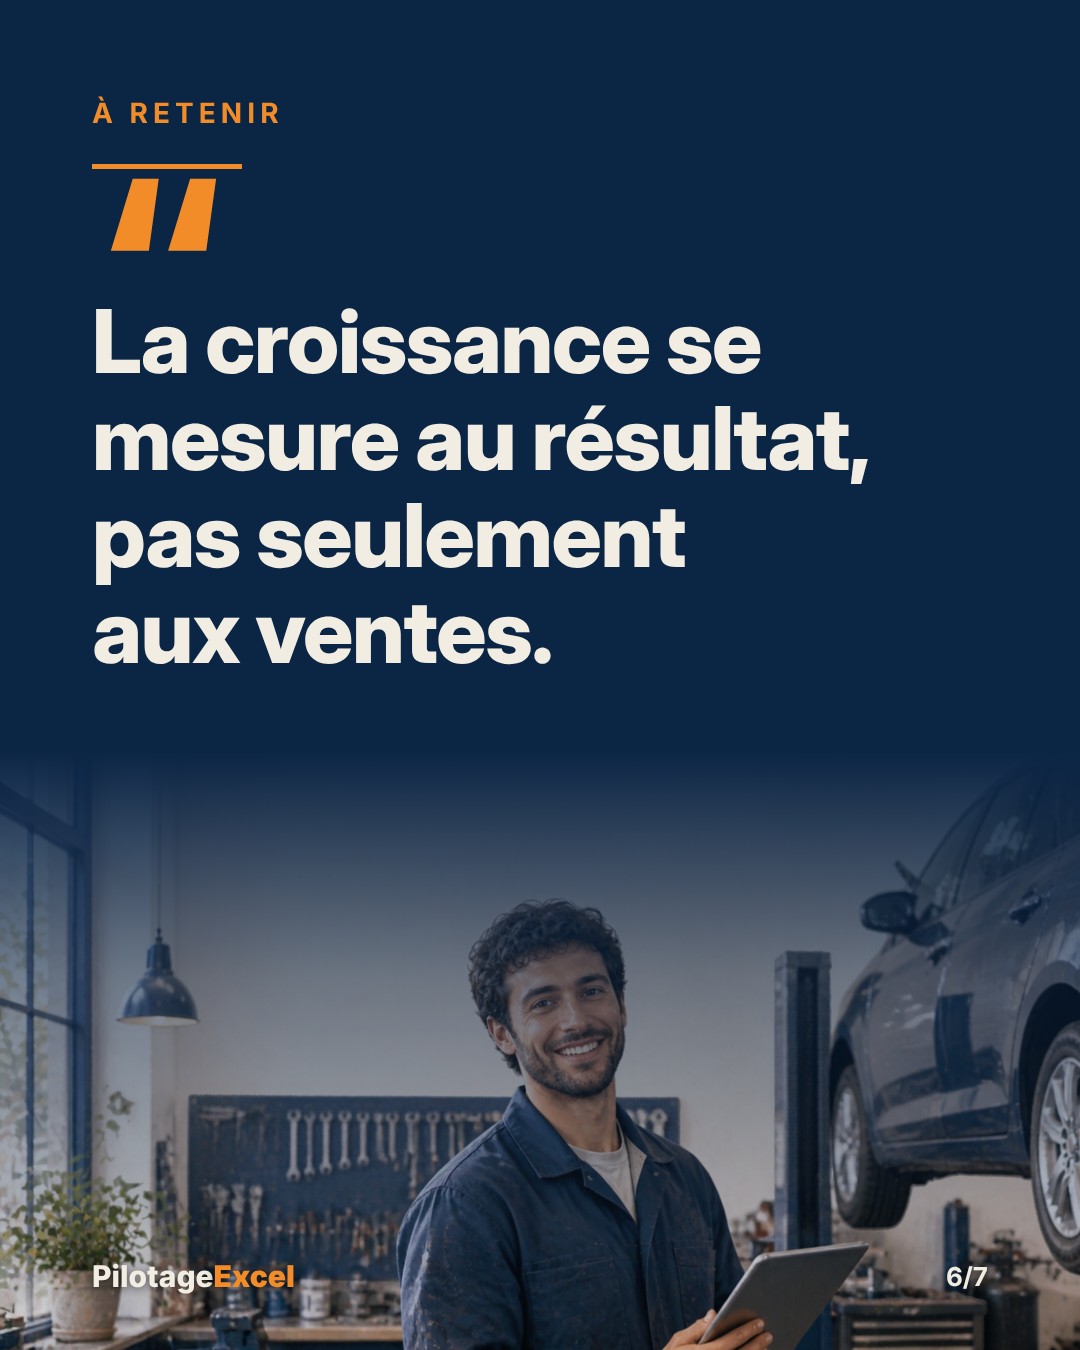 À RETENIR
"
La croissance se
mesure au résultat,
pas seulement
aux ventes.
PilotageExcel
6/7